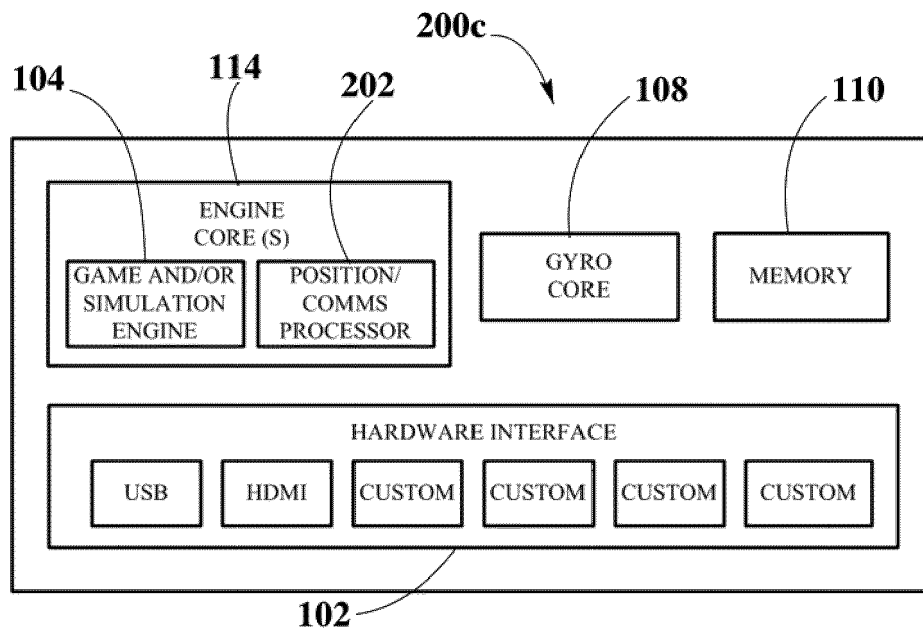 200c
104
114
202
108
110
ENGINE
CORE (S)
GAME AND/OR
SIMULATION
ENGINE
POSITION/
COMMS
PROCESSOR
GYRO
CORE
MEMORY
HARDWARE INTERFACE
USB
HDMI
CUSTOM
CUSTOM
CUSTOM
CUSTOM
102